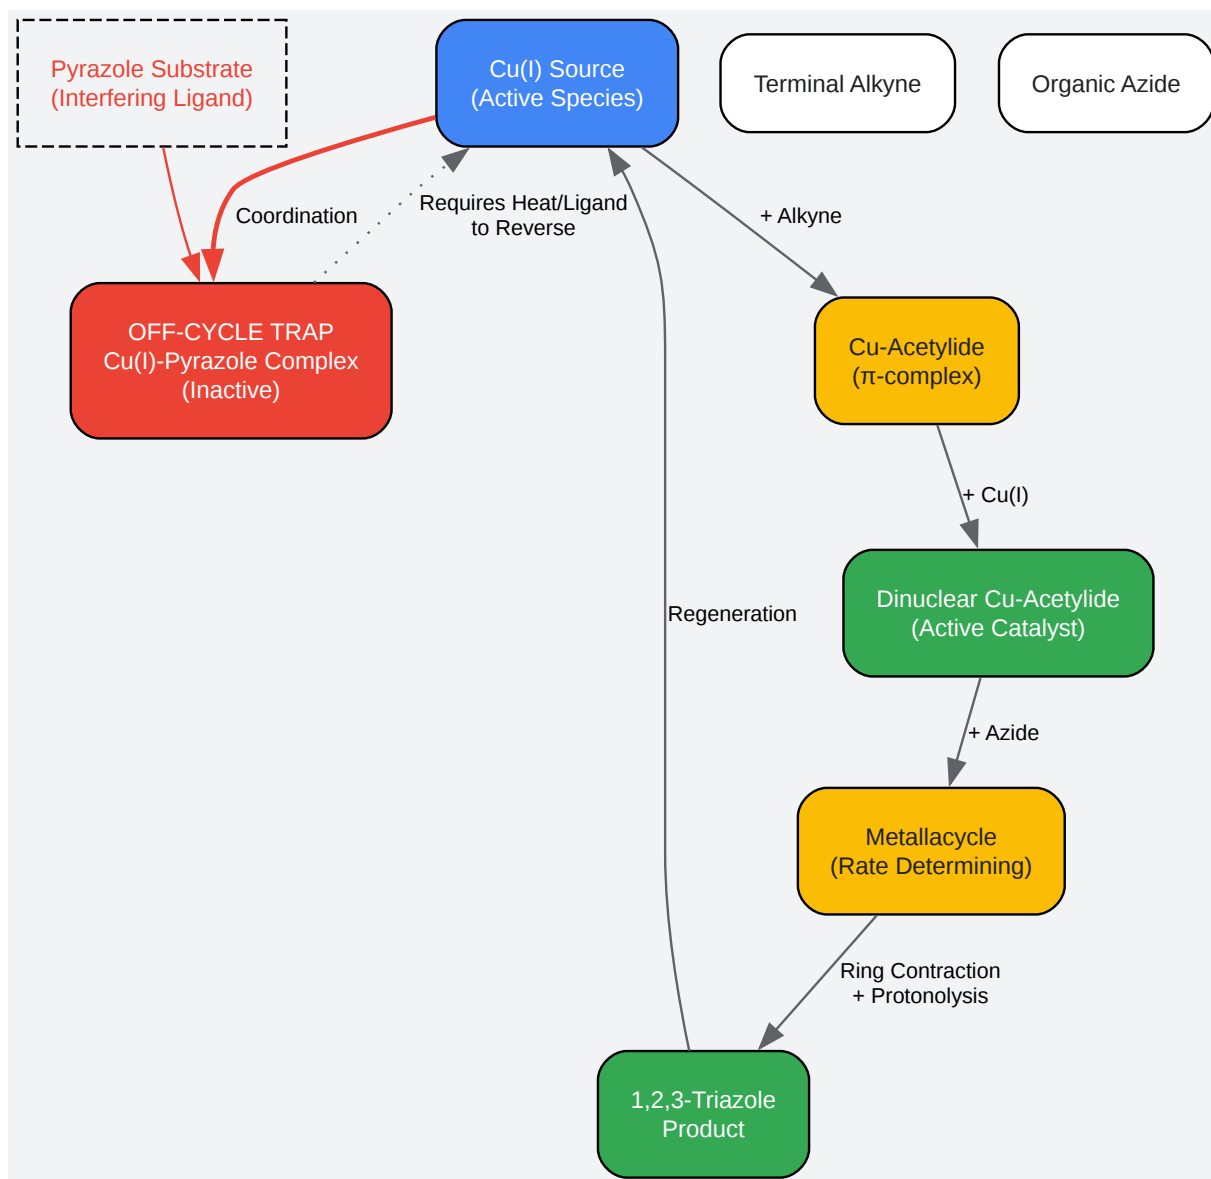 Pyrazole Substrate
(Interfering Ligand)
Cu(I) Source
(Active Species)
Terminal Alkyne
Organic Azide
Coordination
Requires Heat/Ligand
to Reverse
+ Alkyne
OFF-CYCLE TRAP
Cu(I)-Pyrazole Complex
(Inactive)
Cu-Acetylide
(π-complex)
+ Cu(I)
Dinuclear Cu-Acetylide
(Active Catalyst)
Regeneration
+ Azide
Metallacycle
(Rate Determining)
Ring Contraction
+ Protonolysis
1,2,3-Triazole
Product